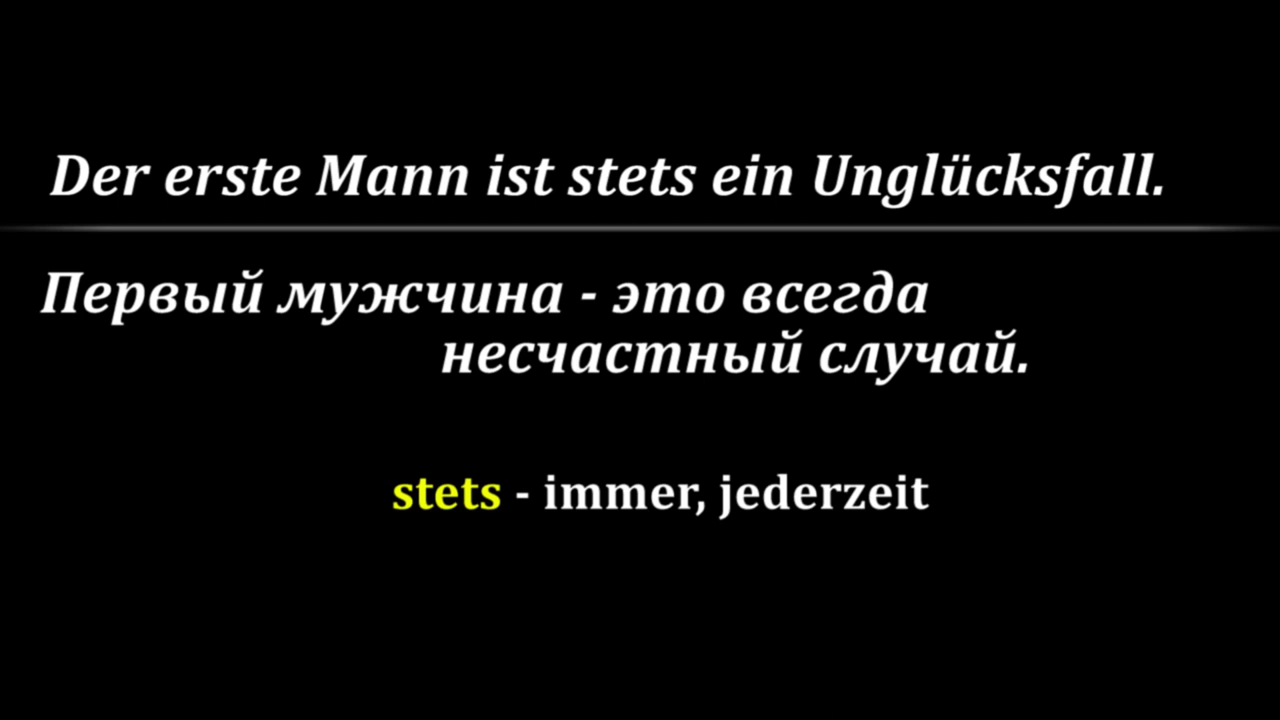 Der erste Mann ist stets ein Unglücksfall.
Первый мужчина - это всегда
несчастный случай.
stets - immer, jederzeit